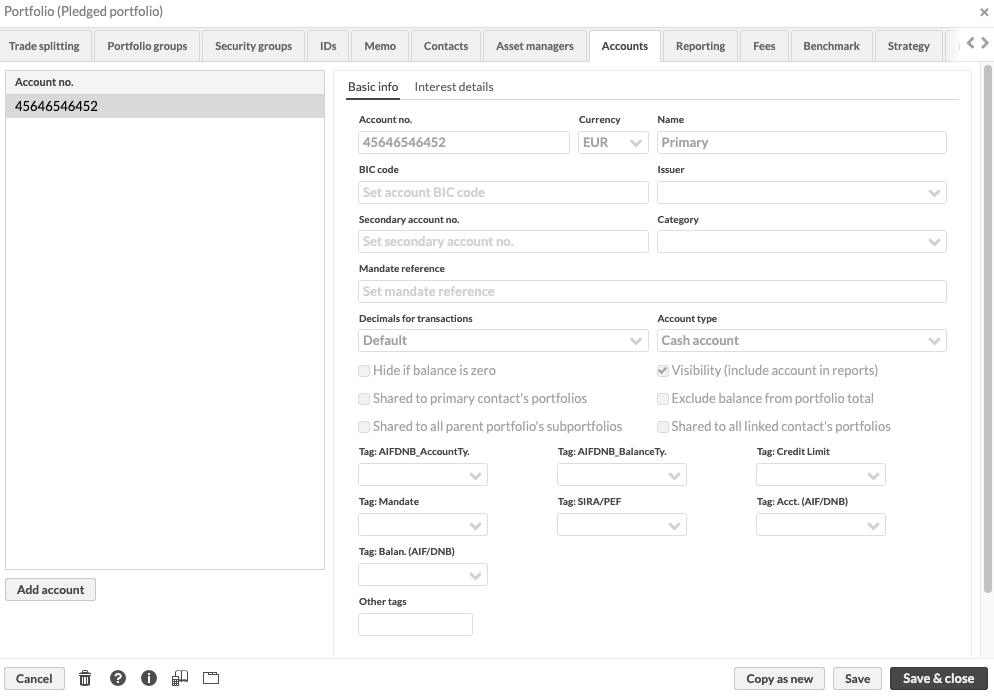 Portfolio (Pledged portfolio)
Trade splitting Portfolio groups Security groups IDs Memo Contacts Asset managers Accounts Reporting Fees Benchmark Strategy
Account no.
45646546452
Basic info Interest details
Account no. Currency Name
45646546452 EUR Primary
BIC code Issuer
Set account BIC code
Secondary account no. Category
Set secondary account no.
Mandate reference
Set mandate reference
Decimals for transactions Account type
Default Cash account
Hide if balance is zero Visibility (include account in reports)
Shared to primary contact's portfolios Exclude balance from portfolio total
Shared to all parent portfolio's subportfolios Shared to all linked contact's portfolios
Tag: AIFDNB_AccountTy. Tag: AIFDNB_BalanceTy. Tag: Credit Limit
Tag: Mandate Tag: SIRA/PEF Tag: Acct. (AIF/DNB)
Tag: Balan. (AIF/DNB)
Add account
Other tags
Cancel Copy as new Save Save & close